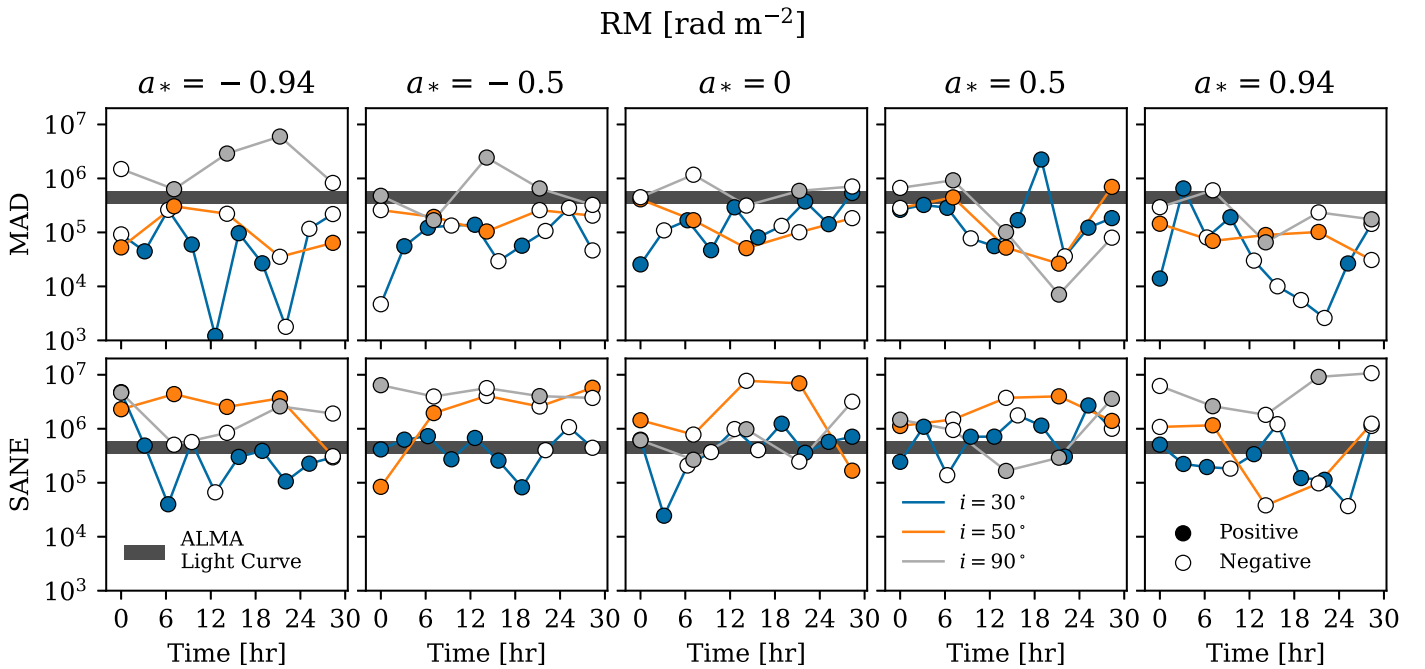 RM [rad m⁻²]
a* = −0.94
a* = −0.5
a* = 0
a* = 0.5
a* = 0.94
MAD
10⁷
10⁶
10⁵
10⁴
10³
SANE
10⁷
10⁶
10⁵
10⁴
10³
ALMA
Light Curve
i = 30°
i = 50°
i = 90°
Positive
Negative
0 6 12 18 24 30
0 6 12 18 24 30
0 6 12 18 24 30
0 6 12 18 24 30
0 6 12 18 24 30
Time [hr]
Time [hr]
Time [hr]
Time [hr]
Time [hr]